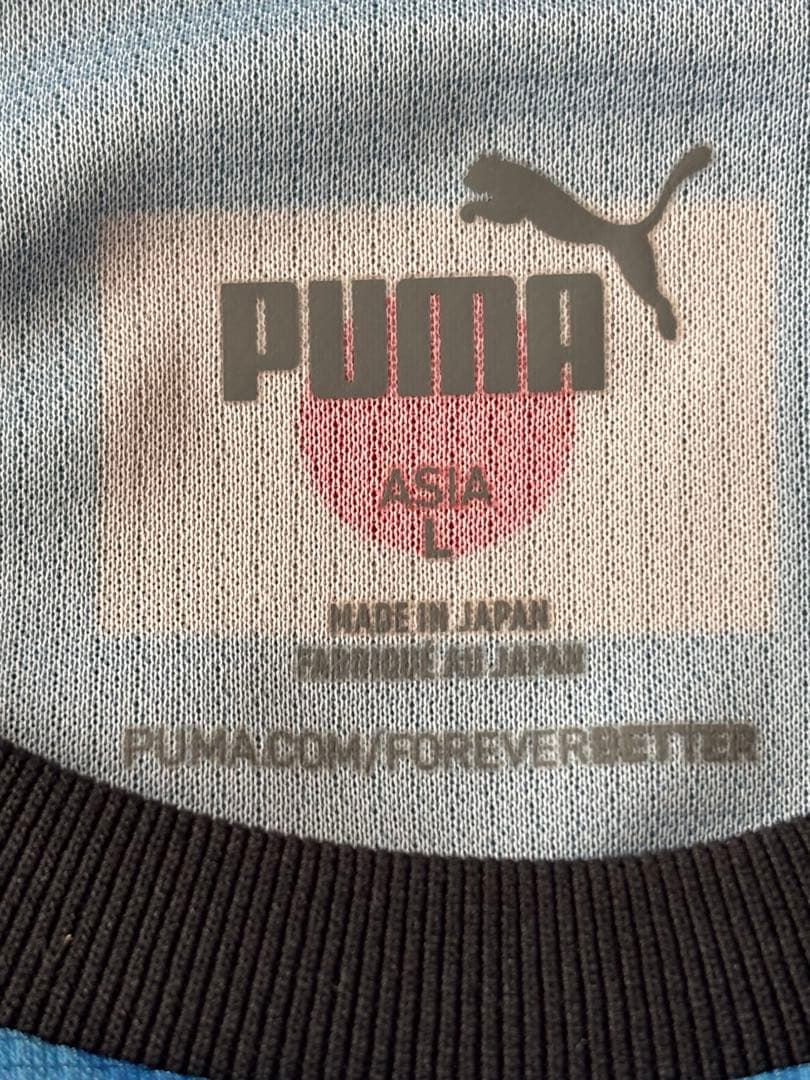 PUMA
ASIA
L
MADE IN JAPAN
FABRIQUÉ AU JAPAN
PUMA.COM/FOREVERBETTER